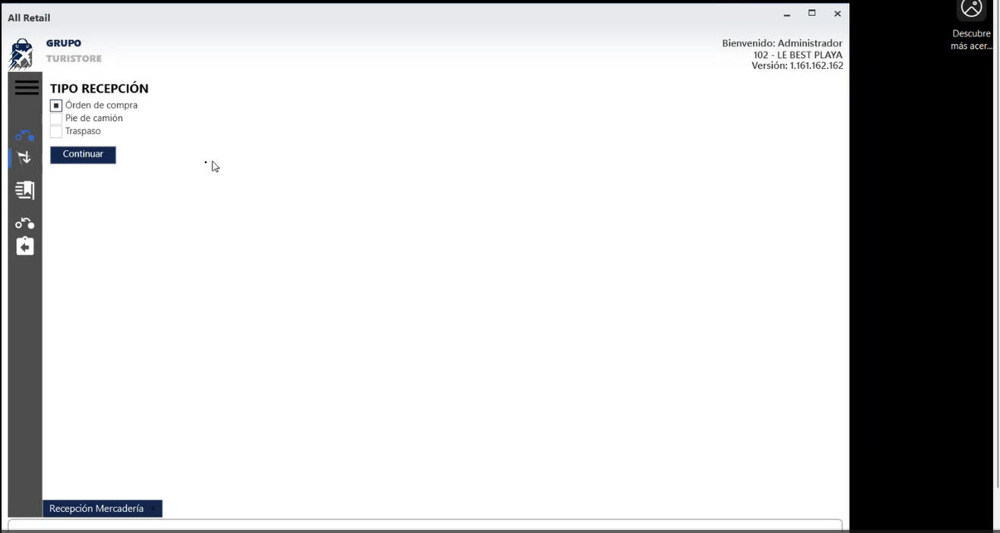 All Retail
GRUPO
TURISTORE
Bienvenido: Administrador
102 - LE BEST PLAYA
Versión: 1.161.162.162
Descubre
más acer...
TIPO RECEPCIÓN
Órden de compra
Pie de camión
Traspaso
Continuar
Recepción Mercadería